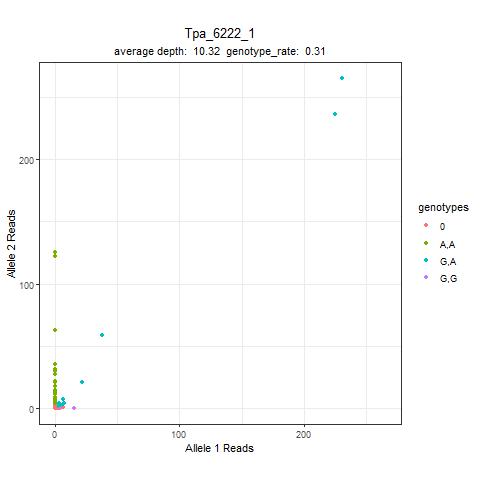 Tpa_6222_1
average depth: 10.32 genotype_rate: 0.31
Allele 2 Reads
200
100
0
0
100
200
Allele 1 Reads
genotypes
0
A,A
G,A
G,G